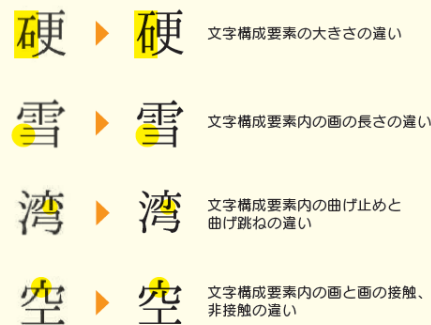 硬 硬 文字構成要素の大きさの違い
雪 雪 文字構成要素内の画の長さの違い
湾 湾 文字構成要素内の曲げ止めと
曲げ跳ねの違い
空 空 文字構成要素内の画と画の接触、
非接触の違い